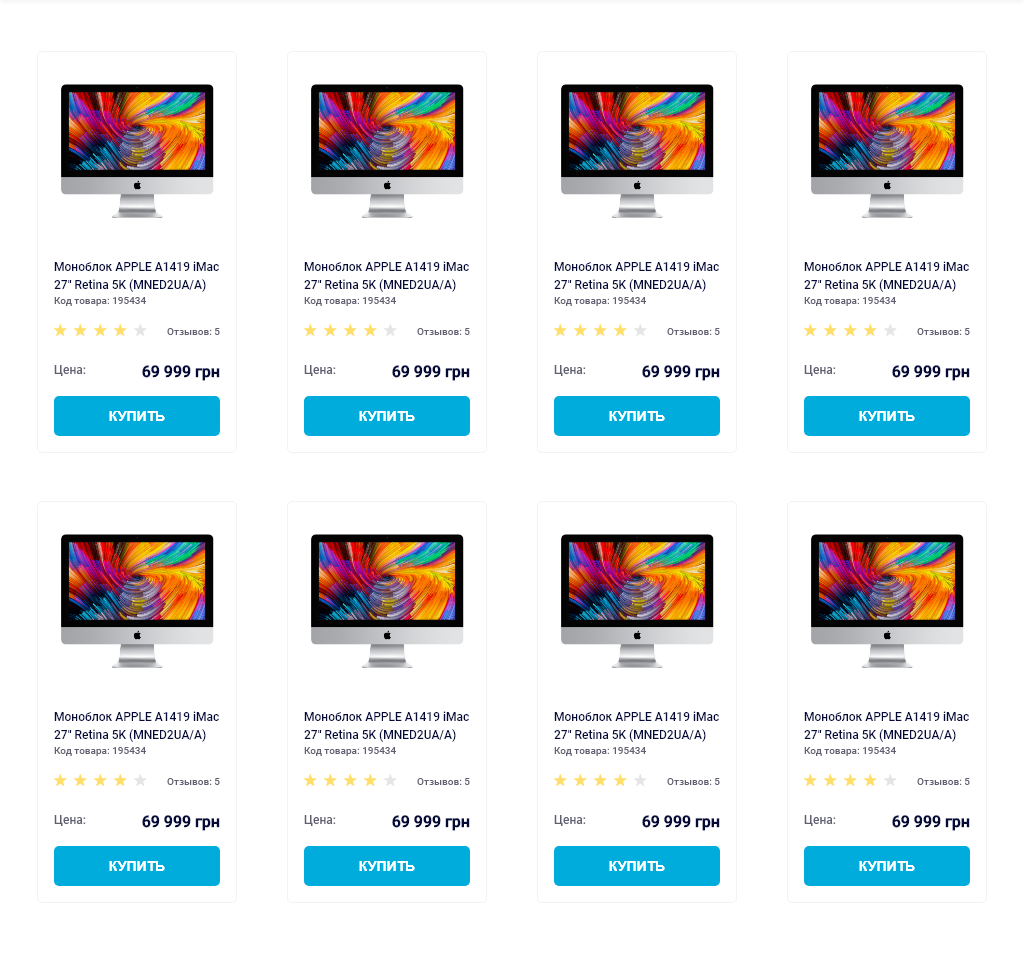 Моноблок APPLE A1419 iMac
27" Retina 5K (MNED2UA/A)
Код товара: 195434
Отзывов: 5
Цена:
69 999 грн
КУПИТЬ
Моноблок APPLE A1419 iMac
27" Retina 5K (MNED2UA/A)
Код товара: 195434
Отзывов: 5
Цена:
69 999 грн
КУПИТЬ
Моноблок APPLE A1419 iMac
27" Retina 5K (MNED2UA/A)
Код товара: 195434
Отзывов: 5
Цена:
69 999 грн
КУПИТЬ
Моноблок APPLE A1419 iMac
27" Retina 5K (MNED2UA/A)
Код товара: 195434
Отзывов: 5
Цена:
69 999 грн
КУПИТЬ
Моноблок APPLE A1419 iMac
27" Retina 5K (MNED2UA/A)
Код товара: 195434
Отзывов: 5
Цена:
69 999 грн
КУПИТЬ
Моноблок APPLE A1419 iMac
27" Retina 5K (MNED2UA/A)
Код товара: 195434
Отзывов: 5
Цена:
69 999 грн
КУПИТЬ
Моноблок APPLE A1419 iMac
27" Retina 5K (MNED2UA/A)
Код товара: 195434
Отзывов: 5
Цена:
69 999 грн
КУПИТЬ
Моноблок APPLE A1419 iMac
27" Retina 5K (MNED2UA/A)
Код товара: 195434
Отзывов: 5
Цена:
69 999 грн
КУПИТЬ